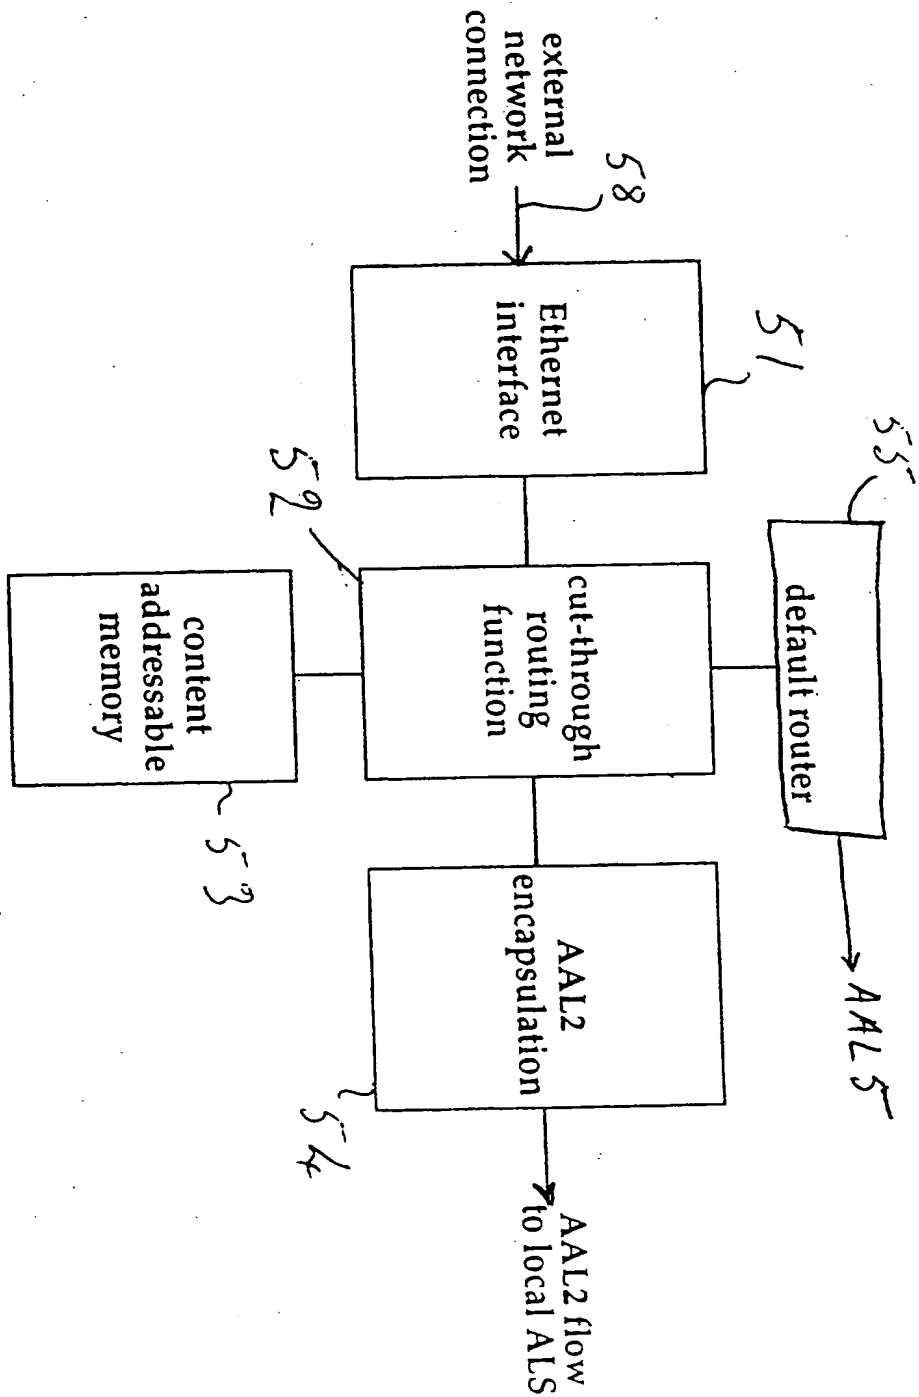 external
network
connection
58
Ethernet
interface
51
55
default router
AAL5
cut-through
routing
function
52
content
addressable
memory
53
AAL2
encapsulation
54
AAL2 flow
to local ALS